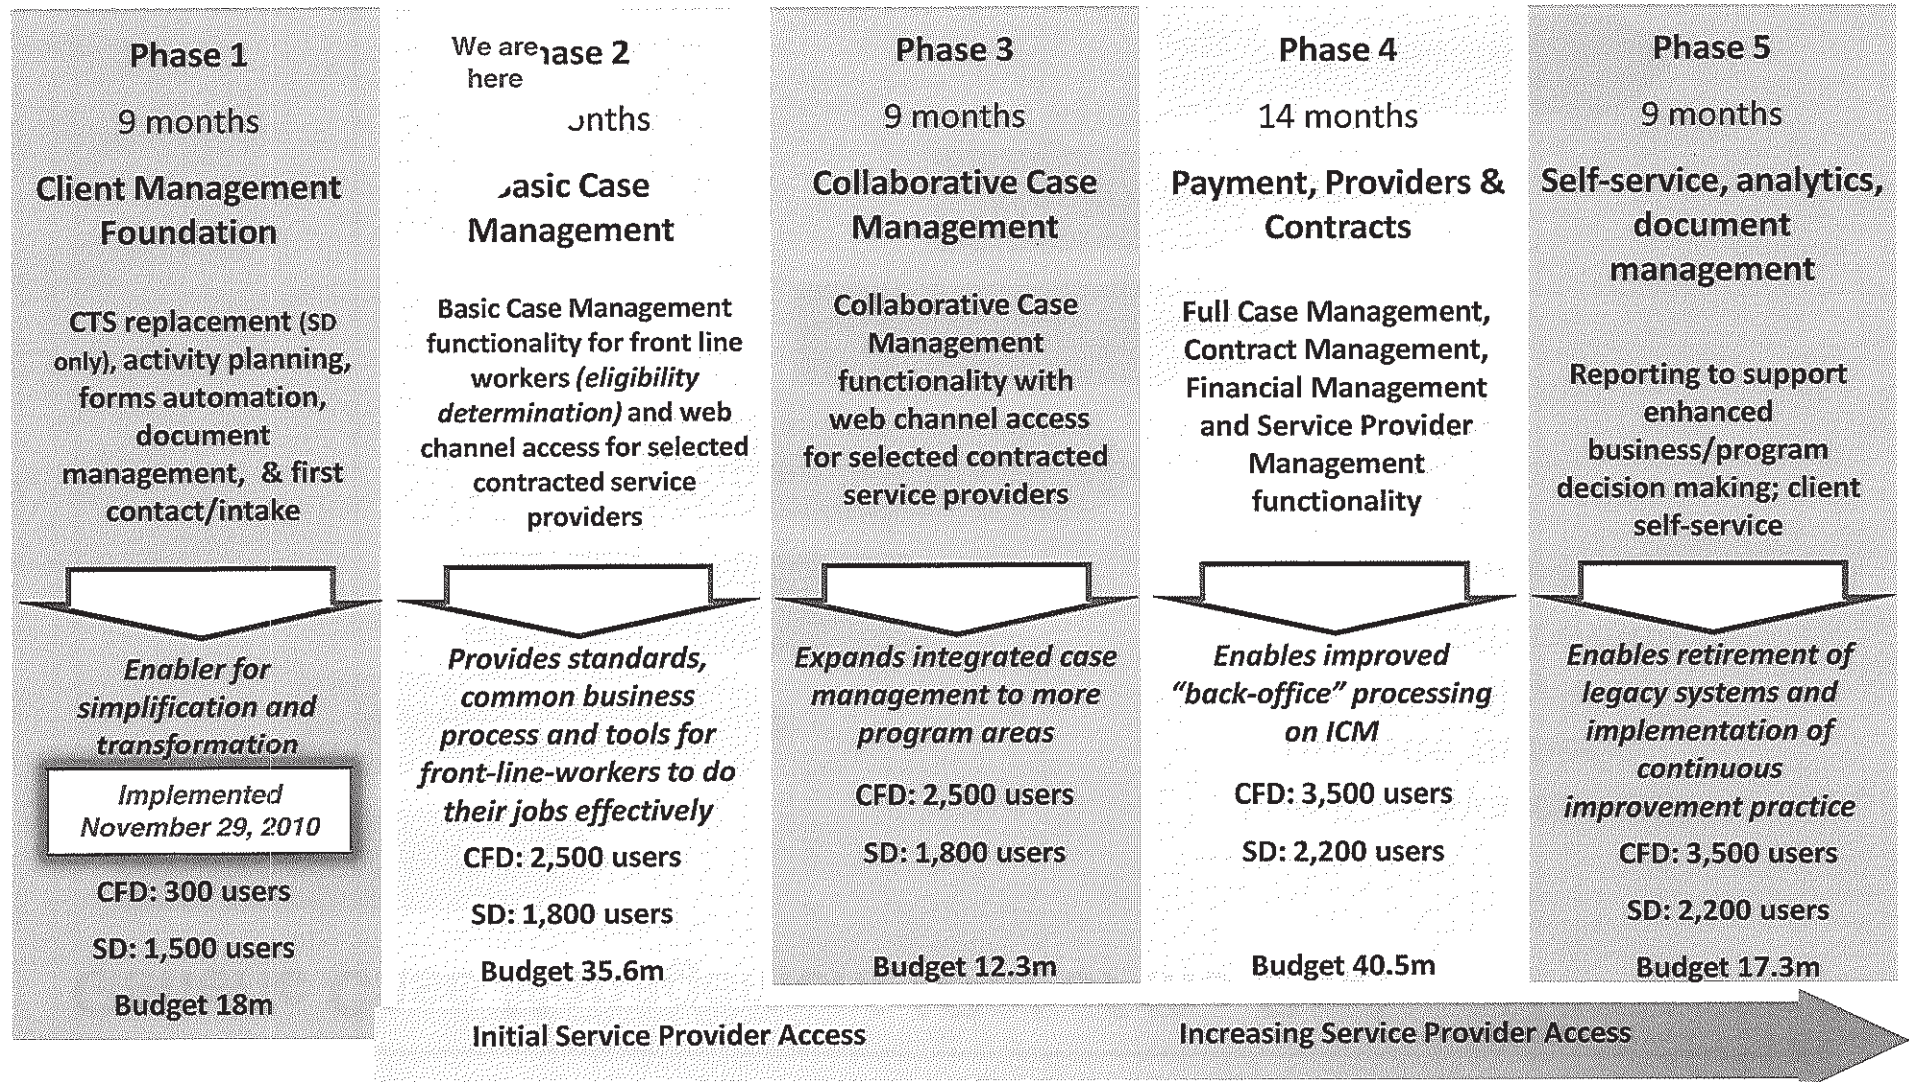 Phase 1
9 months
Client Management
Foundation
CTS replacement (SD
only), activity planning,
forms automation,
document
management, & first
contact/intake
Enabler for
simplification and
transformation
Implemented
November 29, 2010
CFD: 300 users
SD: 1,500 users
Budget 18m
We are
here
hase 2
onths
asic Case
Management
Basic Case Management
functionality for front line
workers (eligibility
determination) and web
channel access for selected
contracted service
providers
Provides standards,
common business
process and tools for
front-line-workers to do
their jobs effectively
CFD: 2,500 users
SD: 1,800 users
Budget 35.6m
Phase 3
9 months
Collaborative Case
Management
Collaborative Case
Management
functionality with
web channel access
for selected contracted
service providers
Expands integrated case
management to more
program areas
CFD: 2,500 users
SD: 1,800 users
Budget 12.3m
Phase 4
14 months
Payment, Providers &
Contracts
Full Case Management,
Contract Management,
Financial Management
and Service Provider
Management
functionality
Enables improved
“back-office” processing
on ICM
CFD: 3,500 users
SD: 2,200 users
Budget 40.5m
Phase 5
9 months
Self-service, analytics,
document
management
Reporting to support
enhanced
business/program
decision making; client
self-service
Enables retirement of
legacy systems and
implementation of
continuous
improvement practice
CFD: 3,500 users
SD: 2,200 users
Budget 17.3m
Initial Service Provider Access
Increasing Service Provider Access